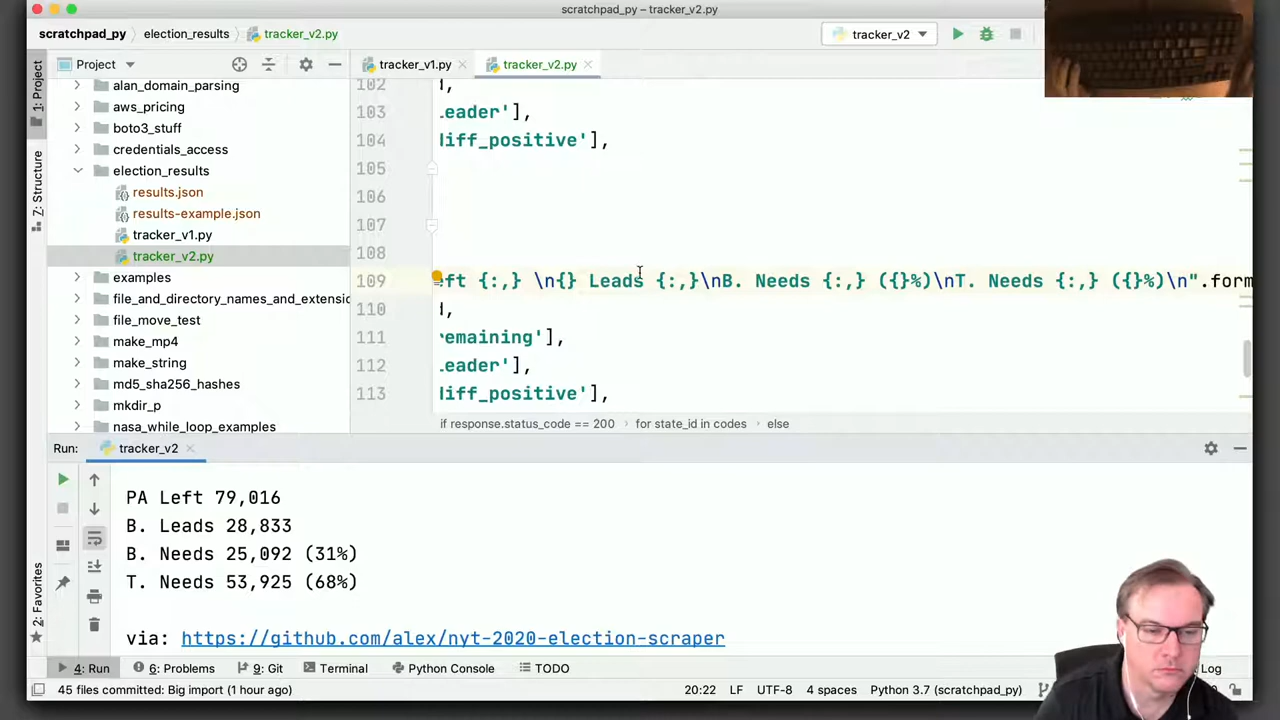 scratchpad_py – tracker_v2.py
scratchpad_py
election_results
tracker_v2.py
tracker_v2
1: Project
Project
tracker_v1.py
tracker_v2.py
alan_domain_parsing
aws_pricing
boto3_stuff
credentials_access
election_results
results.json
results-example.json
tracker_v1.py
tracker_v2.py
examples
file_and_directory_names_and_extensio
file_move_test
make_mp4
make_string
md5_sha256_hashes
mkdir_p
nasa_while_loop_examples
Z: Structure
2: Favorites
102 ,
103 eader'],
104 diff_positive'],
105
106
107
108
109 ft {:,} \n{} Leads {:,}\nB. Needs {:,} ({}%)\nT. Needs {:,} ({}%)\n".form
110 ,
111 remaining'],
112 eader'],
113 diff_positive'],
if response.status_code == 200 › for state_id in codes › else
Run: tracker_v2
PA Left 79,016
B. Leads 28,833
B. Needs 25,092 (31%)
T. Needs 53,925 (68%)
via: https://github.com/alex/nyt-2020-election-scraper
4: Run
6: Problems
9: Git
Terminal
Python Console
TODO
Log
45 files committed: Big import (1 hour ago)
20:22 LF UTF-8 4 spaces Python 3.7 (scratchpad_py)